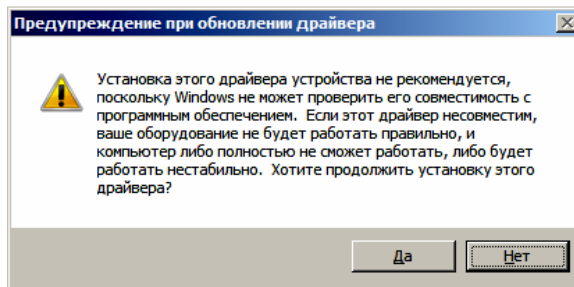 Предупреждение при обновлении драйвера
Установка этого драйвера устройства не рекомендуется,
поскольку Windows не может проверить его совместимость с
программным обеспечением. Если этот драйвер несовместим,
ваше оборудование не будет работать правильно, и
компьютер либо полностью не сможет работать, либо будет
работать нестабильно. Хотите продолжить установку этого
драйвера?
Да
Нет